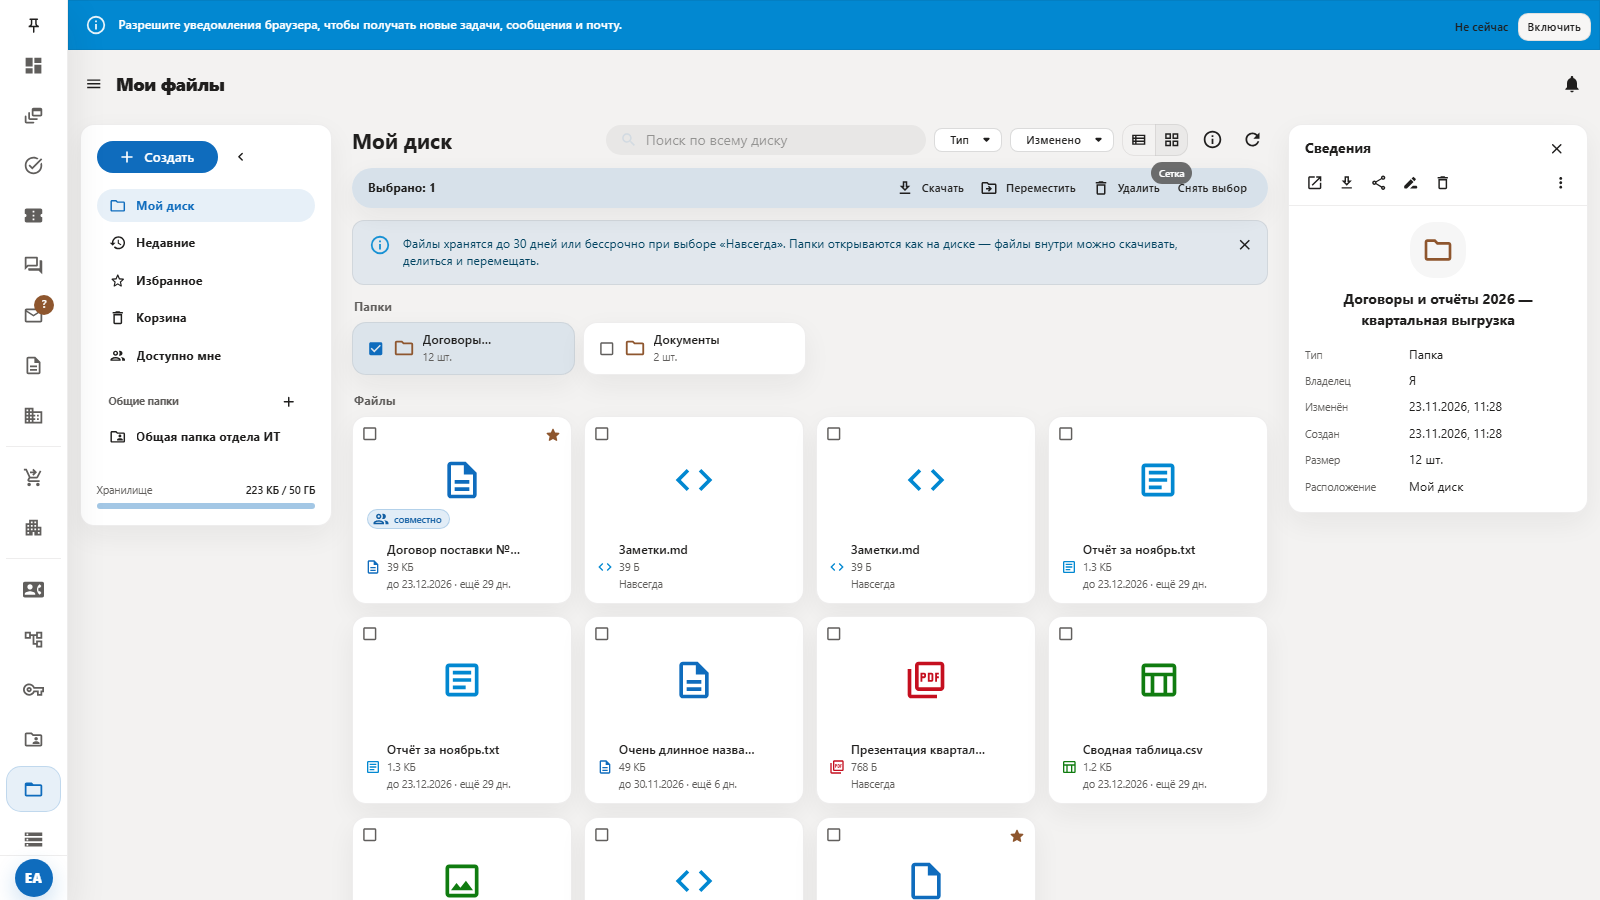 Разрешите уведомления браузера, чтобы получать новые задачи, сообщения и почту.
Не сейчас
Включить
Мои файлы
Создать
Мой диск
Недавние
Избранное
Корзина
Доступно мне
Общие папки
Общая папка отдела ИТ
Хранилище
223 КБ / 50 ГБ
?
EA
Мой диск
Поиск по всему диску
Тип
Изменено
Сетка
Выбрано: 1
Скачать
Переместить
Удалить
Снять выбор
Файлы хранятся до 30 дней или бессрочно при выборе «Навсегда». Папки открываются как на диске — файлы внутри можно скачивать,
делиться и перемещать.
Папки
Договоры...
12 шт.
Документы
2 шт.
Файлы
совместно
Договор поставки №...
39 КБ
до 23.12.2026 · ещё 29 дн.
Заметки.md
39 Б
Навсегда
Заметки.md
39 Б
Навсегда
Отчёт за ноябрь.txt
1.3 КБ
до 23.12.2026 · ещё 29 дн.
Отчёт за ноябрь.txt
1.3 КБ
до 23.12.2026 · ещё 29 дн.
Очень длинное назва...
49 КБ
до 30.11.2026 · ещё 6 дн.
PDF
Презентация квартал...
768 Б
Навсегда
Сводная таблица.csv
1.2 КБ
до 23.12.2026 · ещё 29 дн.
Сведения
Договоры и отчёты 2026 —
квартальная выгрузка
Тип
Папка
Владелец
Я
Изменён
23.11.2026, 11:28
Создан
23.11.2026, 11:28
Размер
12 шт.
Расположение
Мой диск